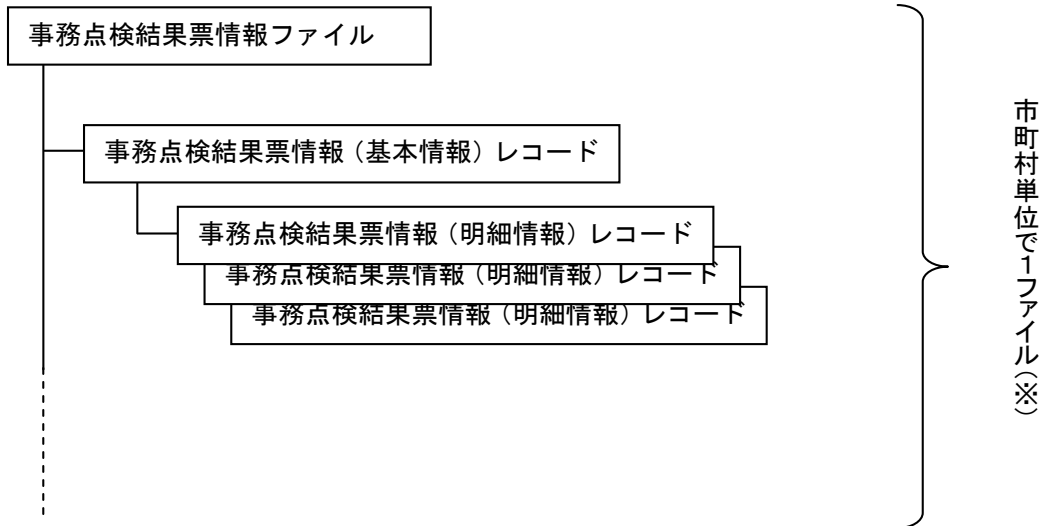 事務点検結果票情報ファイル
事務点検結果票情報（基本情報）レコード
事務点検結果票情報（明細情報）レコード
事務点検結果票情報（明細情報）レコード
事務点検結果票情報（明細情報）レコード
市町村単位で1ファイル（※）